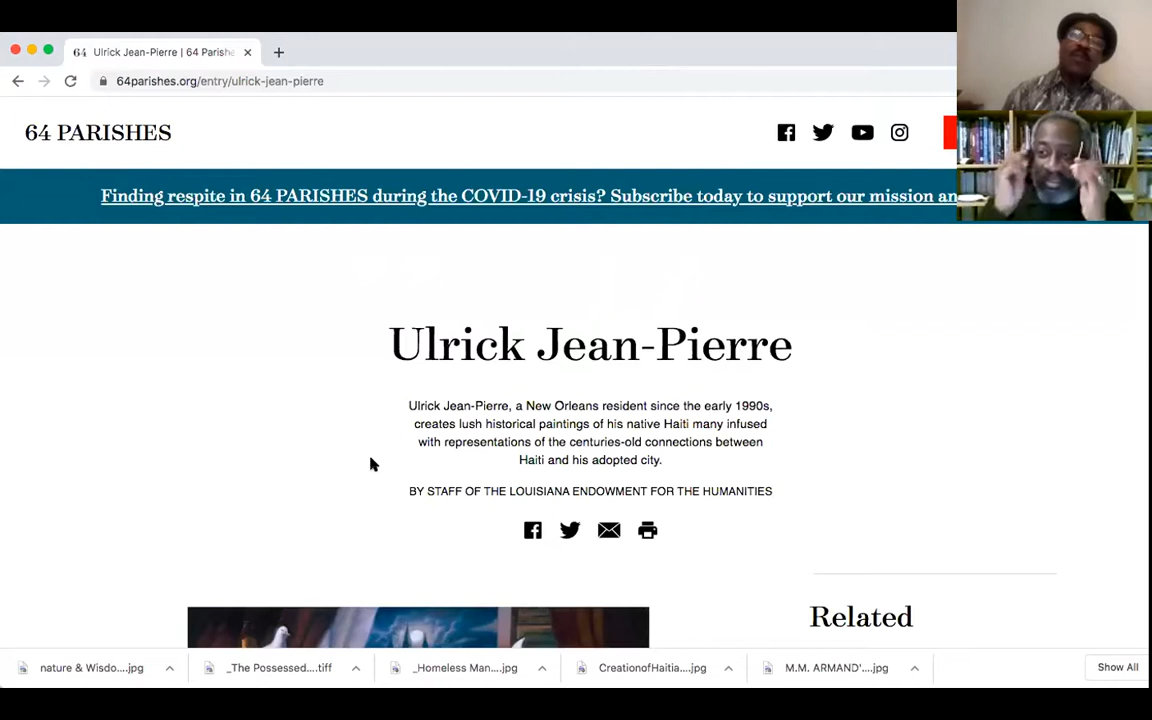 64 Ulrick Jean-Pierre | 64 Parishe
64parishes.org/entry/ulrick-jean-pierre
64 PARISHES
Finding respite in 64 PARISHES during the COVID-19 crisis? Subscribe today to support our mission an
Ulrick Jean-Pierre
Ulrick Jean-Pierre, a New Orleans resident since the early 1990s,
creates lush historical paintings of his native Haiti many infused
with representations of the centuries-old connections between
Haiti and his adopted city.
BY STAFF OF THE LOUISIANA ENDOWMENT FOR THE HUMANITIES
Related
nature & Wisdo....jpg
_The Possessed....tiff
_Homeless Man....jpg
CreationofHaitia....jpg
M.M. ARMAND'....jpg
Show All